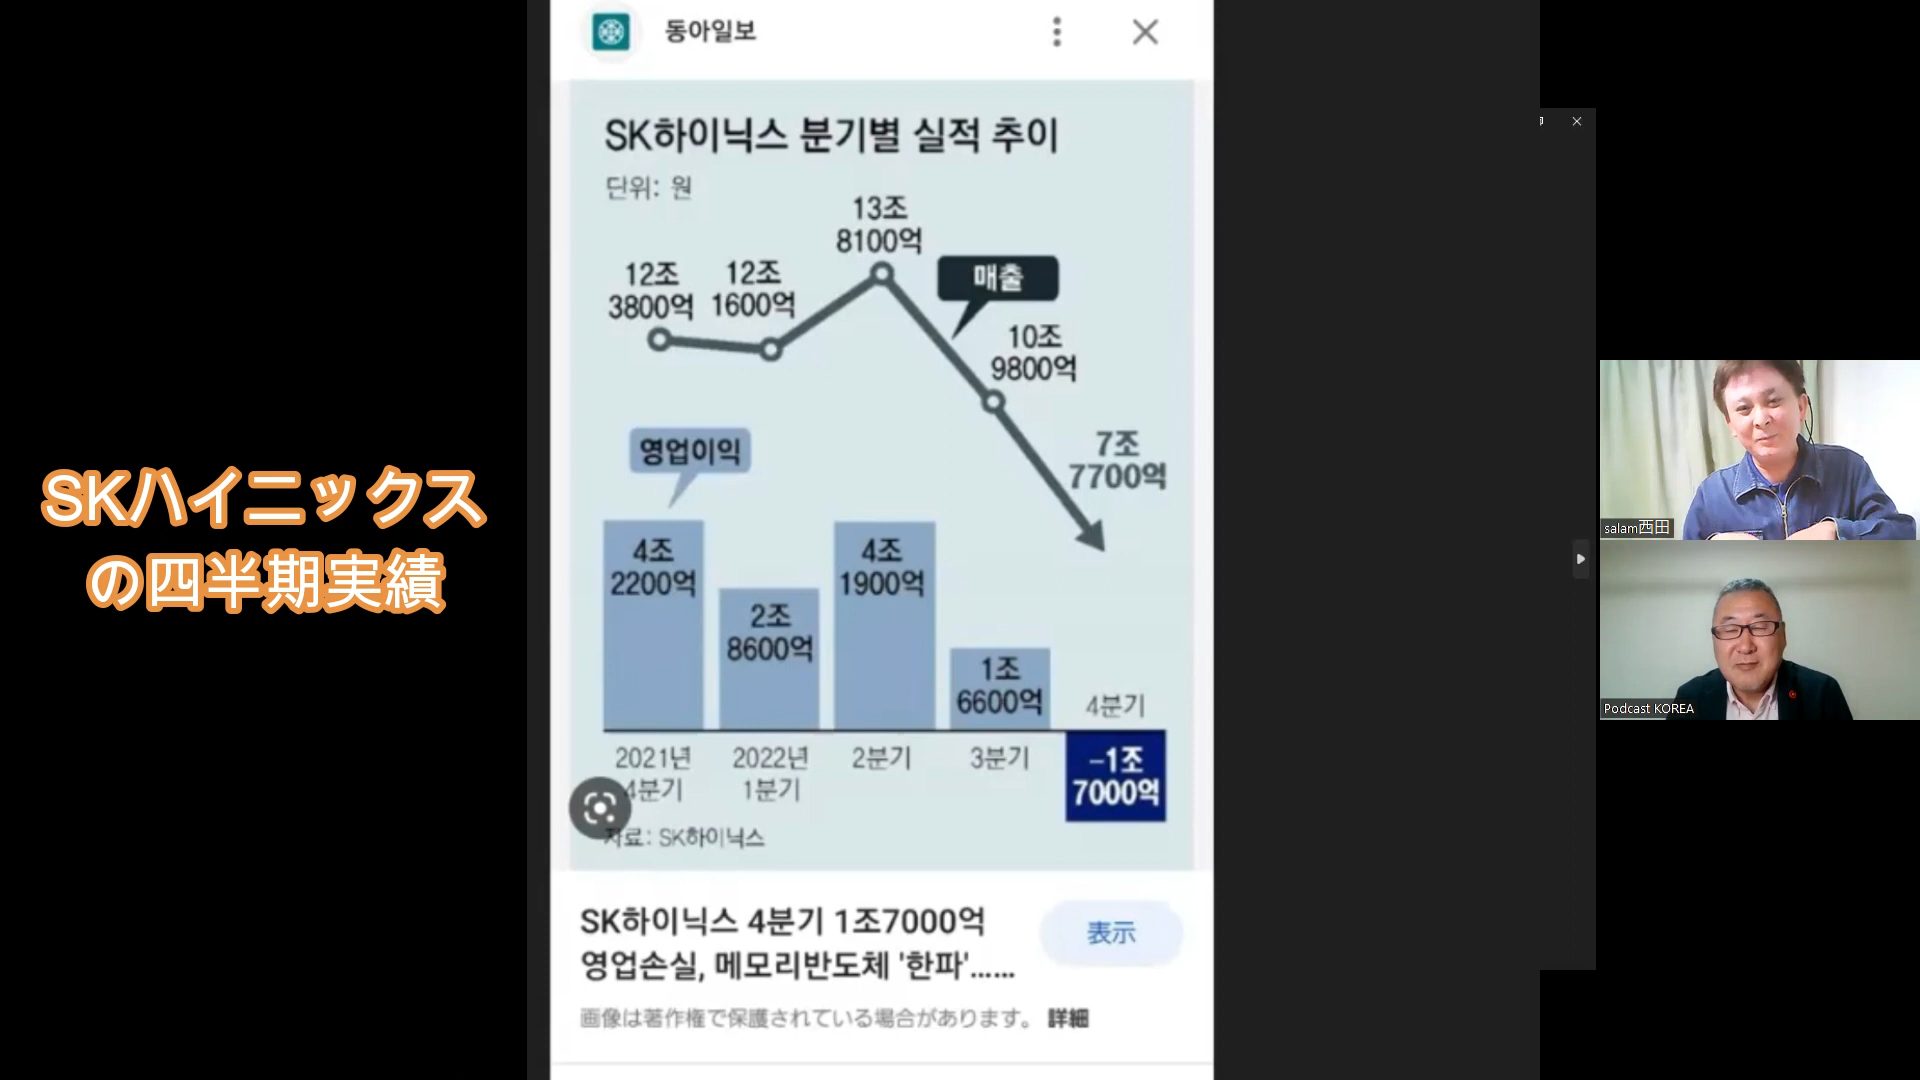 SKハイニックス
の四半期実績
동아일보
SK하이닉스 분기별 실적 추이
단위: 원
12조
3800억
12조
1600억
13조
8100억
매출
10조
9800억
7조
7700억
영업이익
4조
2200억
2조
8600억
4조
1900억
1조
6600억
4분기
-1조
7000억
2021년
4분기
2022년
1분기
2분기
3분기
자료: SK하이닉스
SK하이닉스 4분기 1조7000억
영업손실, 메모리반도체 '한파'……
表示
画像は著作権で保護されている場合があります。 詳細
salam西田
Podcast KOREA